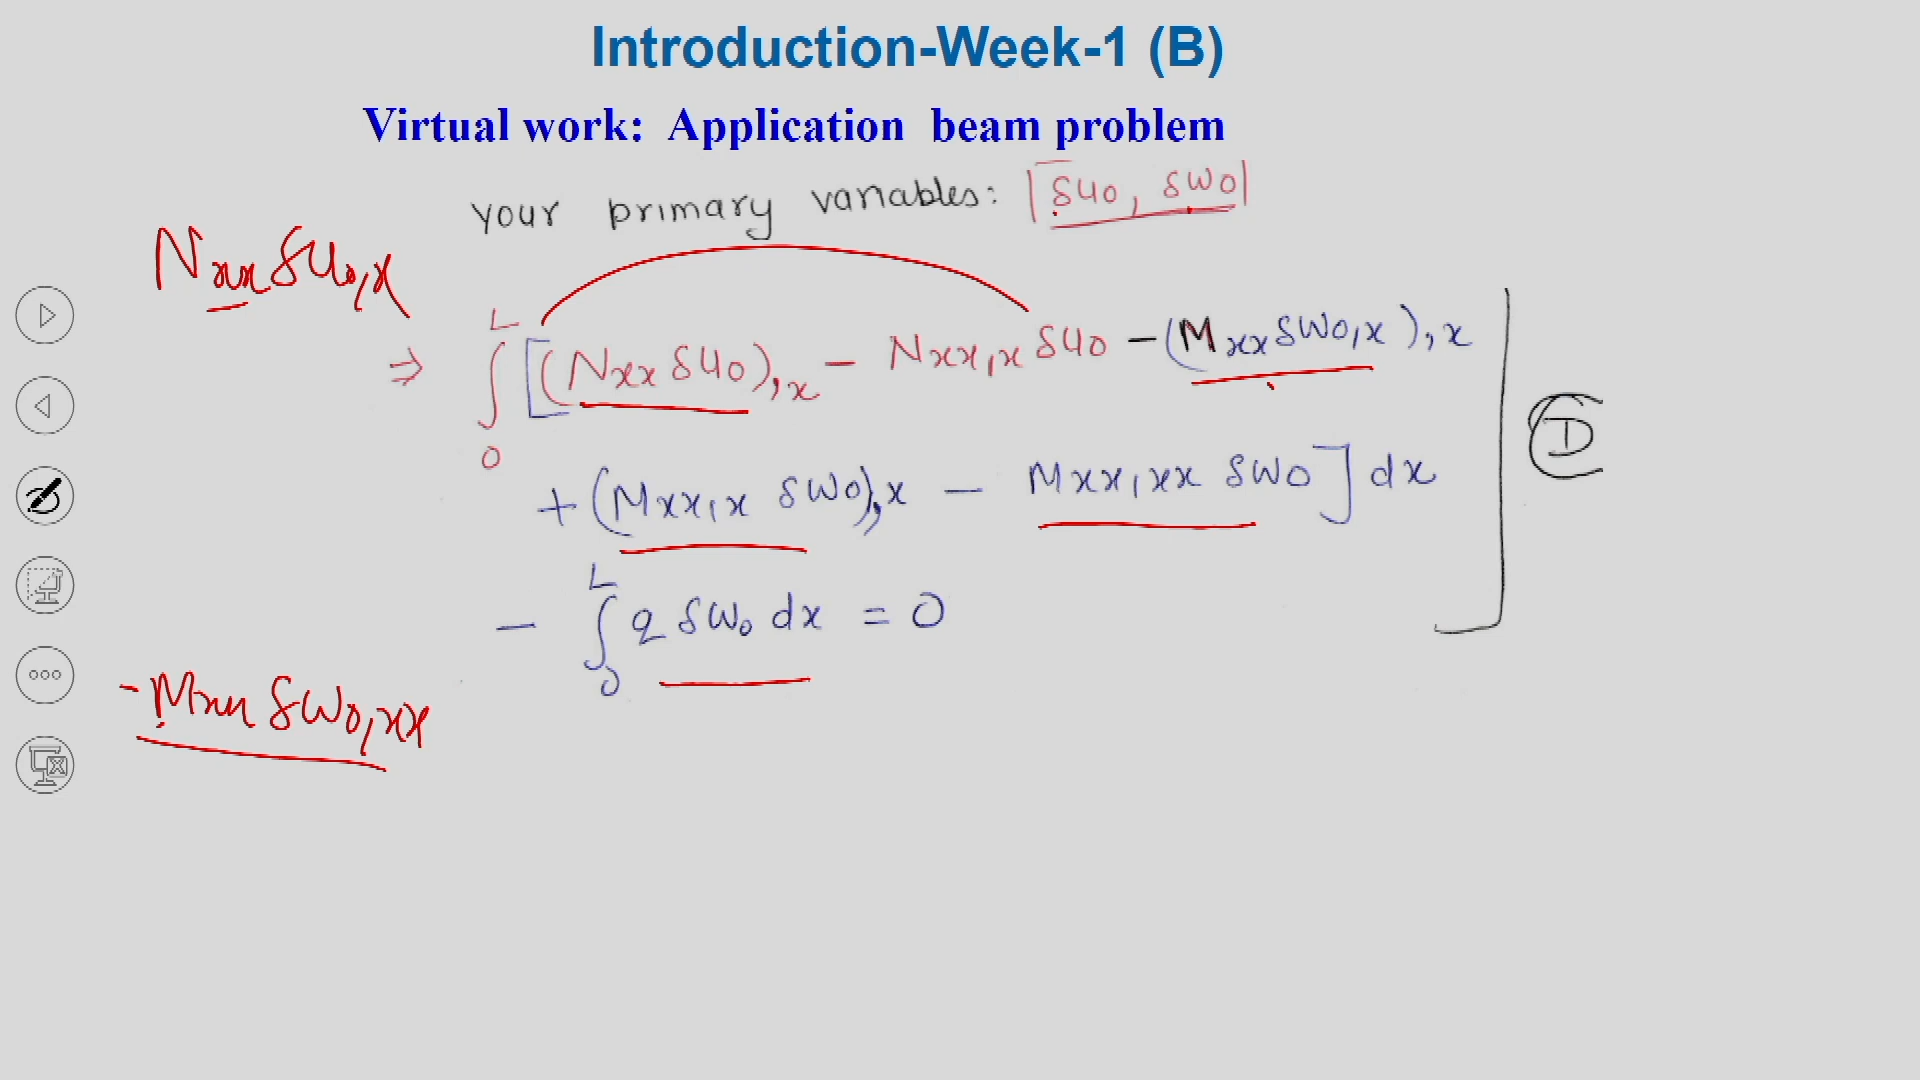 Introduction-Week-1 (B)
Virtual work: Application beam problem
your primary variables: δu0, δw0
Nxx δu0,x
⇒ ∫₀ᴸ [(Nxx δu0),x − Nxx,x δu0 − (Mxx δw0,x),x
+ (Mxx,x δw0),x − Mxx,xx δw0] dx
D
− ∫₀ᴸ q δw0 dx = 0
-Mxx δw0,xx